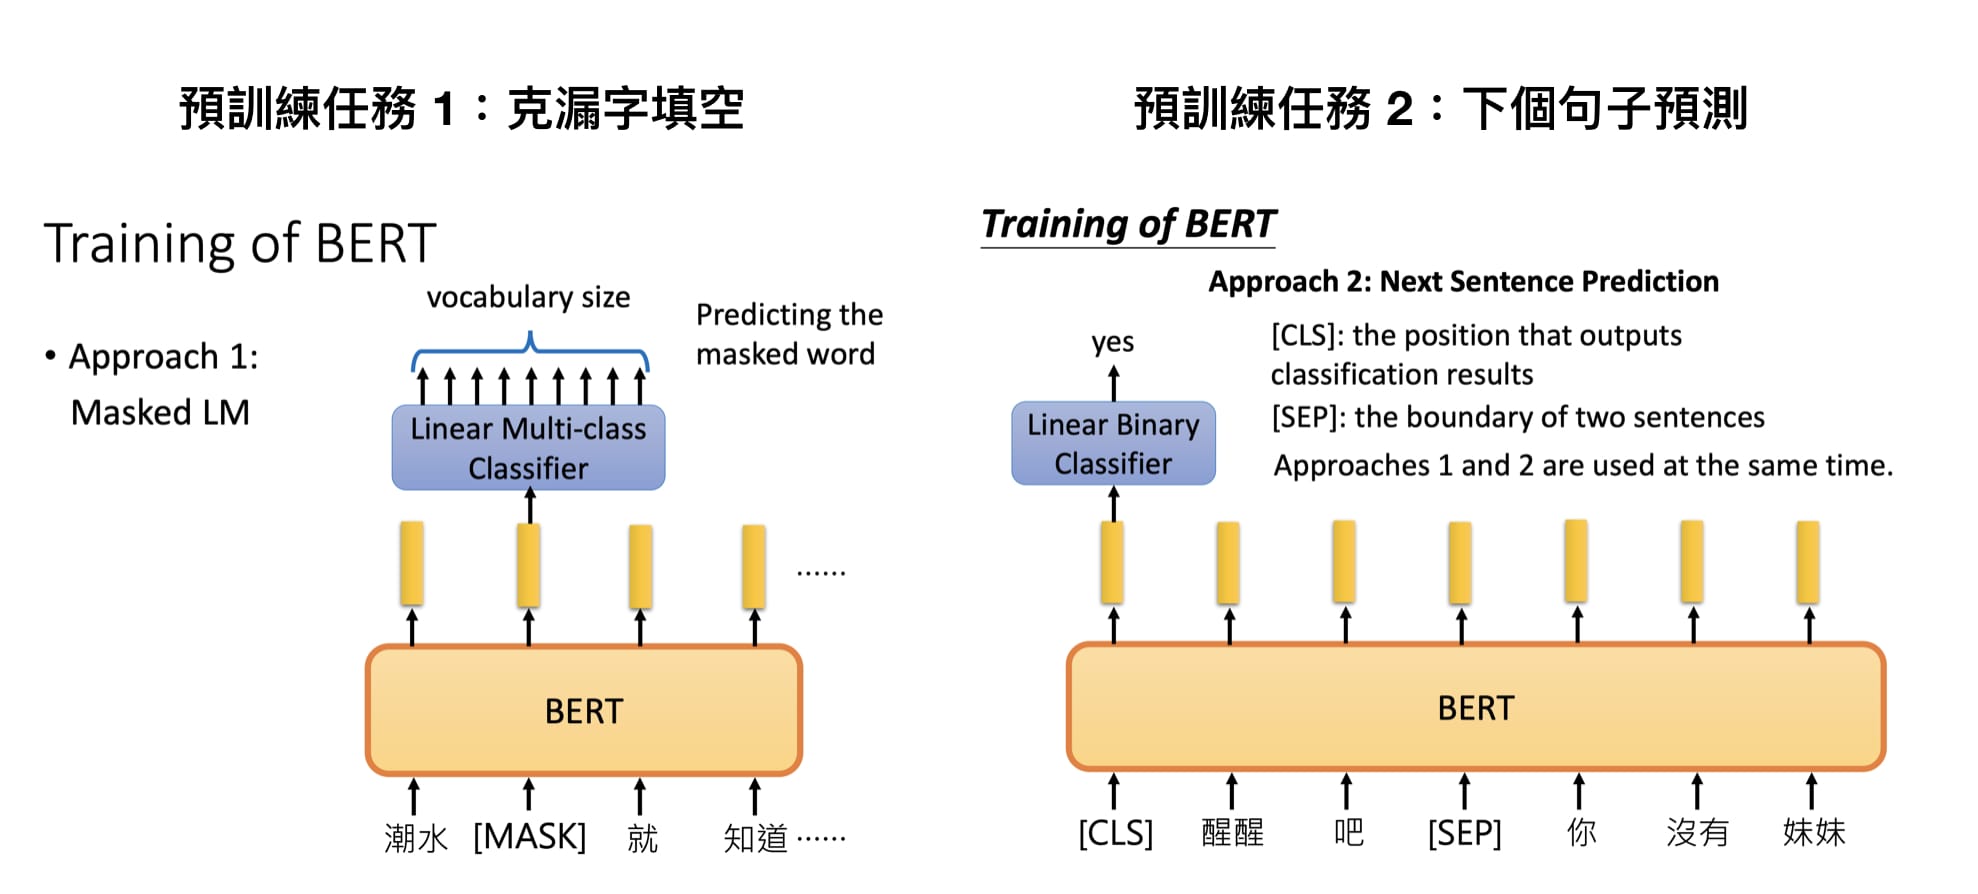 預訓練任務 1：克漏字填空
Training of BERT
• Approach 1:
Masked LM
vocabulary size
Predicting the
masked word
Linear Multi-class
Classifier
......
BERT
潮水 [MASK] 就 知道 ......
預訓練任務 2：下個句子預測
Training of BERT
Approach 2: Next Sentence Prediction
yes
[CLS]: the position that outputs
classification results
[SEP]: the boundary of two sentences
Approaches 1 and 2 are used at the same time.
Linear Binary
Classifier
BERT
[CLS] 醒醒 吧 [SEP] 你 沒有 妹妹